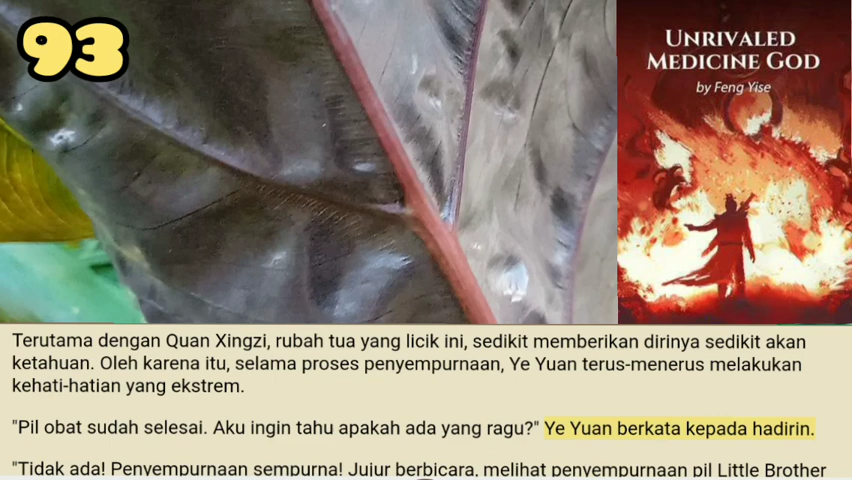 93
UNRIVALED
MEDICINE GOD
by Feng Yise
Terutama dengan Quan Xingzi, rubah tua yang licik ini, sedikit memberikan dirinya sedikit akan
ketahuan. Oleh karena itu, selama proses penyempurnaan, Ye Yuan terus-menerus melakukan
kehati-hatian yang ekstrem.
"Pil obat sudah selesai. Aku ingin tahu apakah ada yang ragu?" Ye Yuan berkata kepada hadirin.
"Tidak ada! Penyempurnaan sempurna! Jujur berbicara, melihat penyempurnaan pil Little Brother